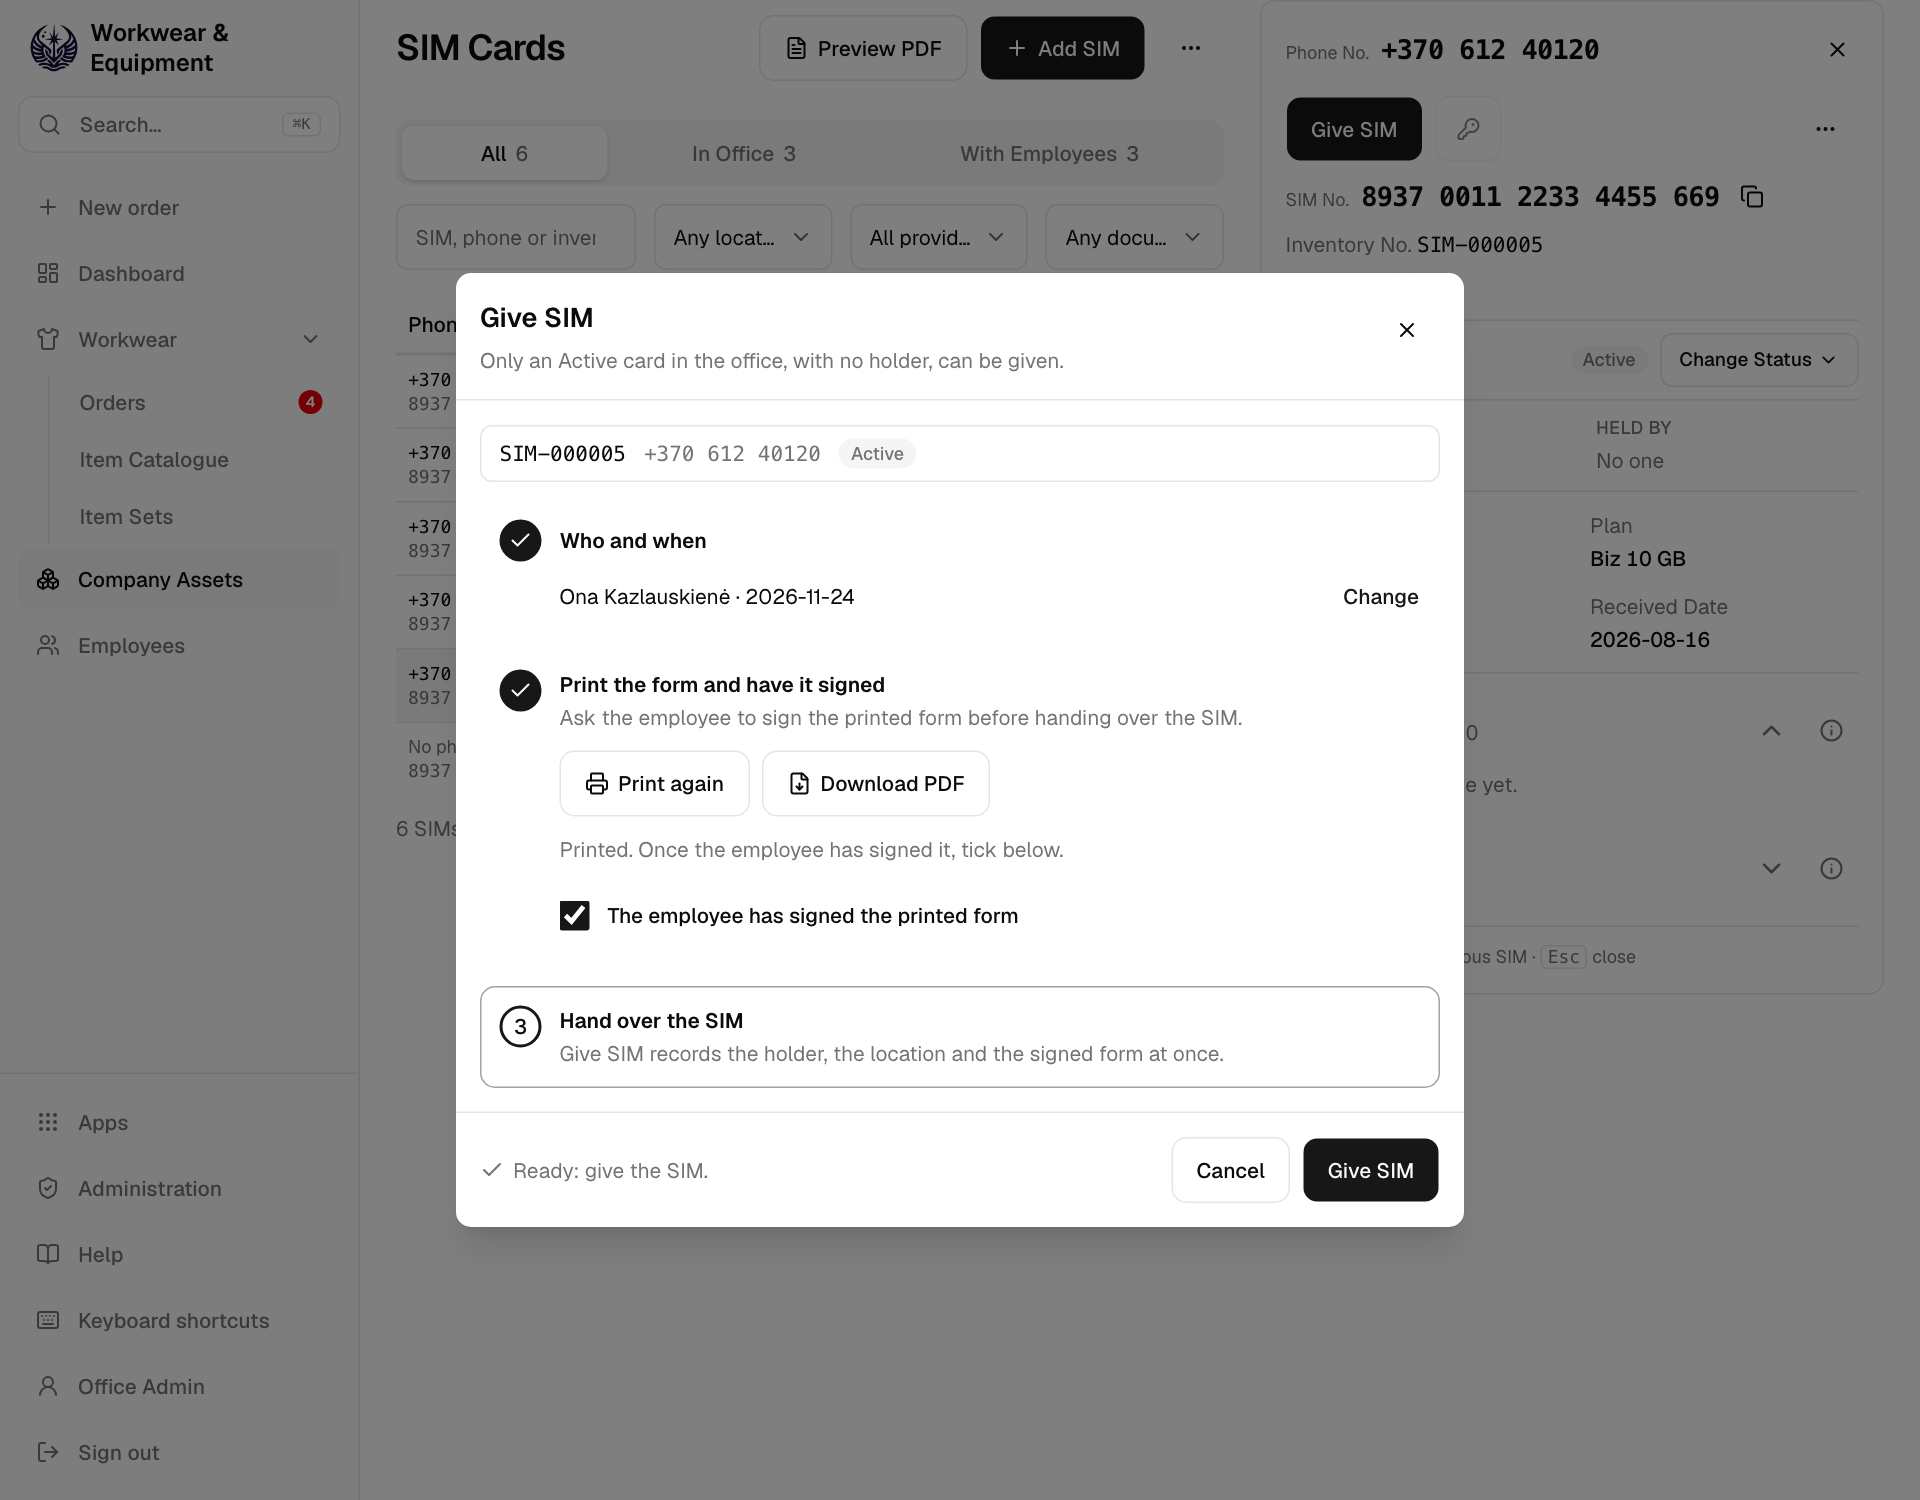 Workwear &
Equipment
Search...
⌘K
New order
Dashboard
Workwear
Orders
4
Item Catalogue
Item Sets
Company Assets
Employees
Apps
Administration
Help
Keyboard shortcuts
Office Admin
Sign out
SIM Cards
Preview PDF
Add SIM
All 6
In Office 3
With Employees 3
SIM, phone or inver
Any locat...
All provid...
Any docu...
Phon
+370
8937
+370
8937
+370
8937
+370
8937
+370
8937
No ph
8937
6 SIMs
Phone No. +370 612 40120
Give SIM
SIM No. 8937 0011 2233 4455 669
Inventory No. SIM-000005
Active
Change Status
HELD BY
No one
Plan
Biz 10 GB
Received Date
2026-08-16
0
e yet.
ous SIM · Esc close
Give SIM
Only an Active card in the office, with no holder, can be given.
SIM-000005 +370 612 40120 Active
Who and when
Ona Kazlauskienė · 2026-11-24
Change
Print the form and have it signed
Ask the employee to sign the printed form before handing over the SIM.
Print again
Download PDF
Printed. Once the employee has signed it, tick below.
The employee has signed the printed form
3
Hand over the SIM
Give SIM records the holder, the location and the signed form at once.
Ready: give the SIM.
Cancel
Give SIM